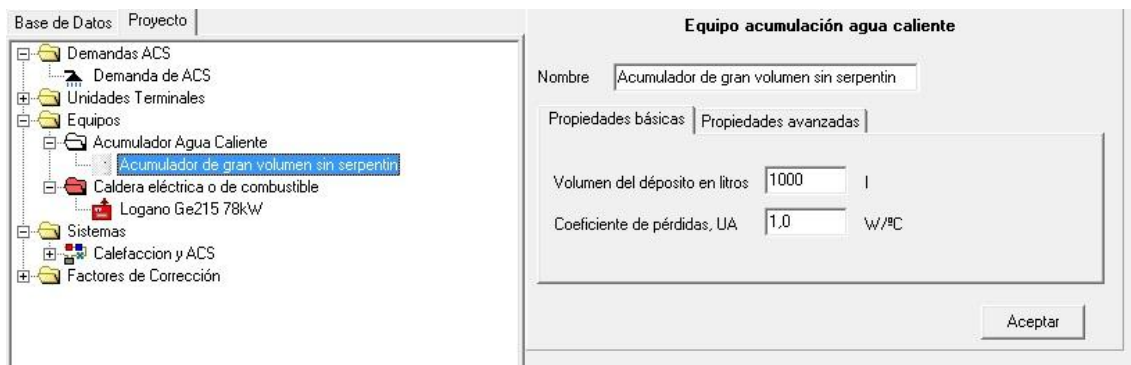 Base de Datos Proyecto
Demandas ACS
Demanda de ACS
Unidades Terminales
Equipos
Acumulador Agua Caliente
Acumulador de gran volumen sin serpentin
Caldera eléctrica o de combustible
Logano Ge215 78kW
Sistemas
Calefaccion y ACS
Factores de Corrección
Equipo acumulación agua caliente
Nombre Acumulador de gran volumen sin serpentin
Propiedades básicas Propiedades avanzadas
Volumen del déposito en litros 1000 l
Coeficiente de pérdidas, UA 1,0 W/ºC
Aceptar